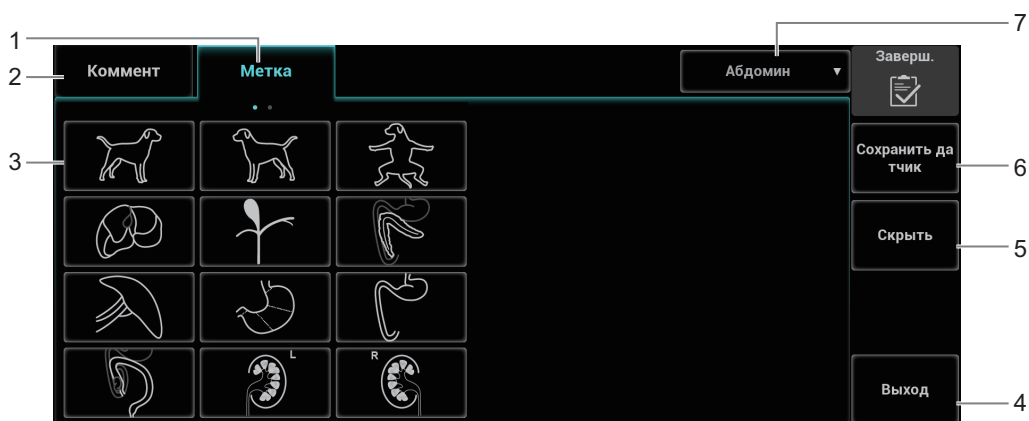 7
1
2
Коммент
Метка
Абдомин
Заверш.
3
Сохранить да
тчик
6
Скрыть
5
L
R
Выход
4